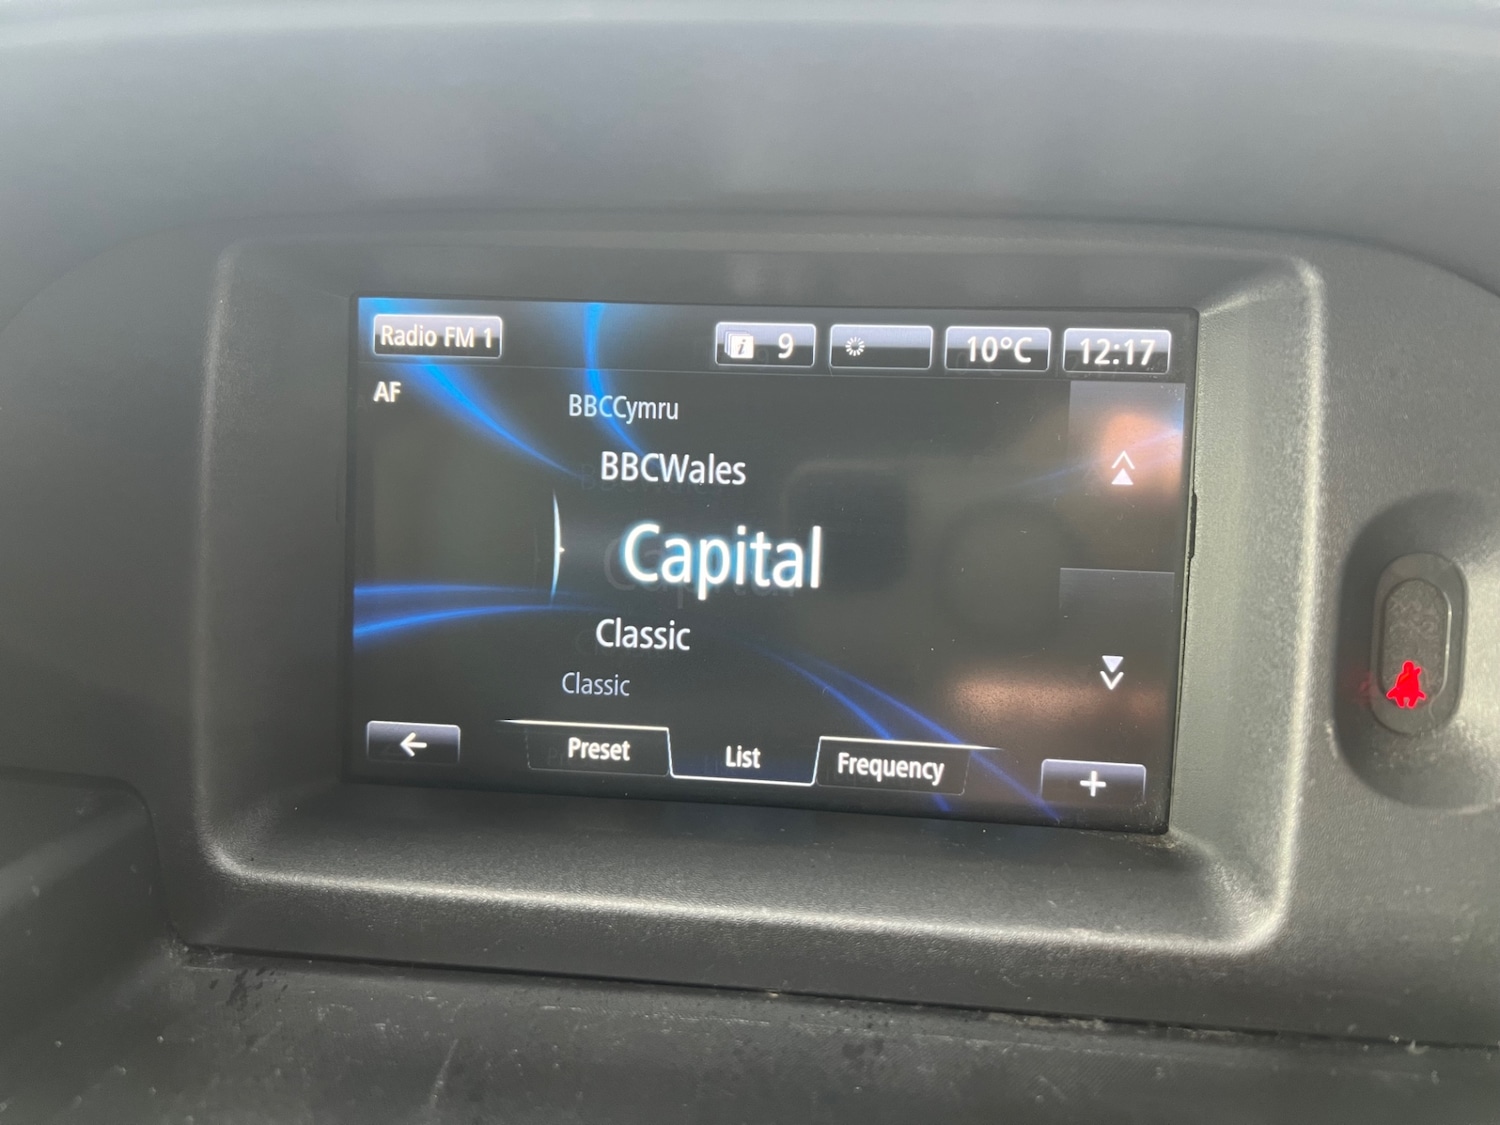 Radio FM 1
9
10°C
12:17
AF
BBCCymru
BBCWales
Capital
Classic
Classic
Preset
List
Frequency